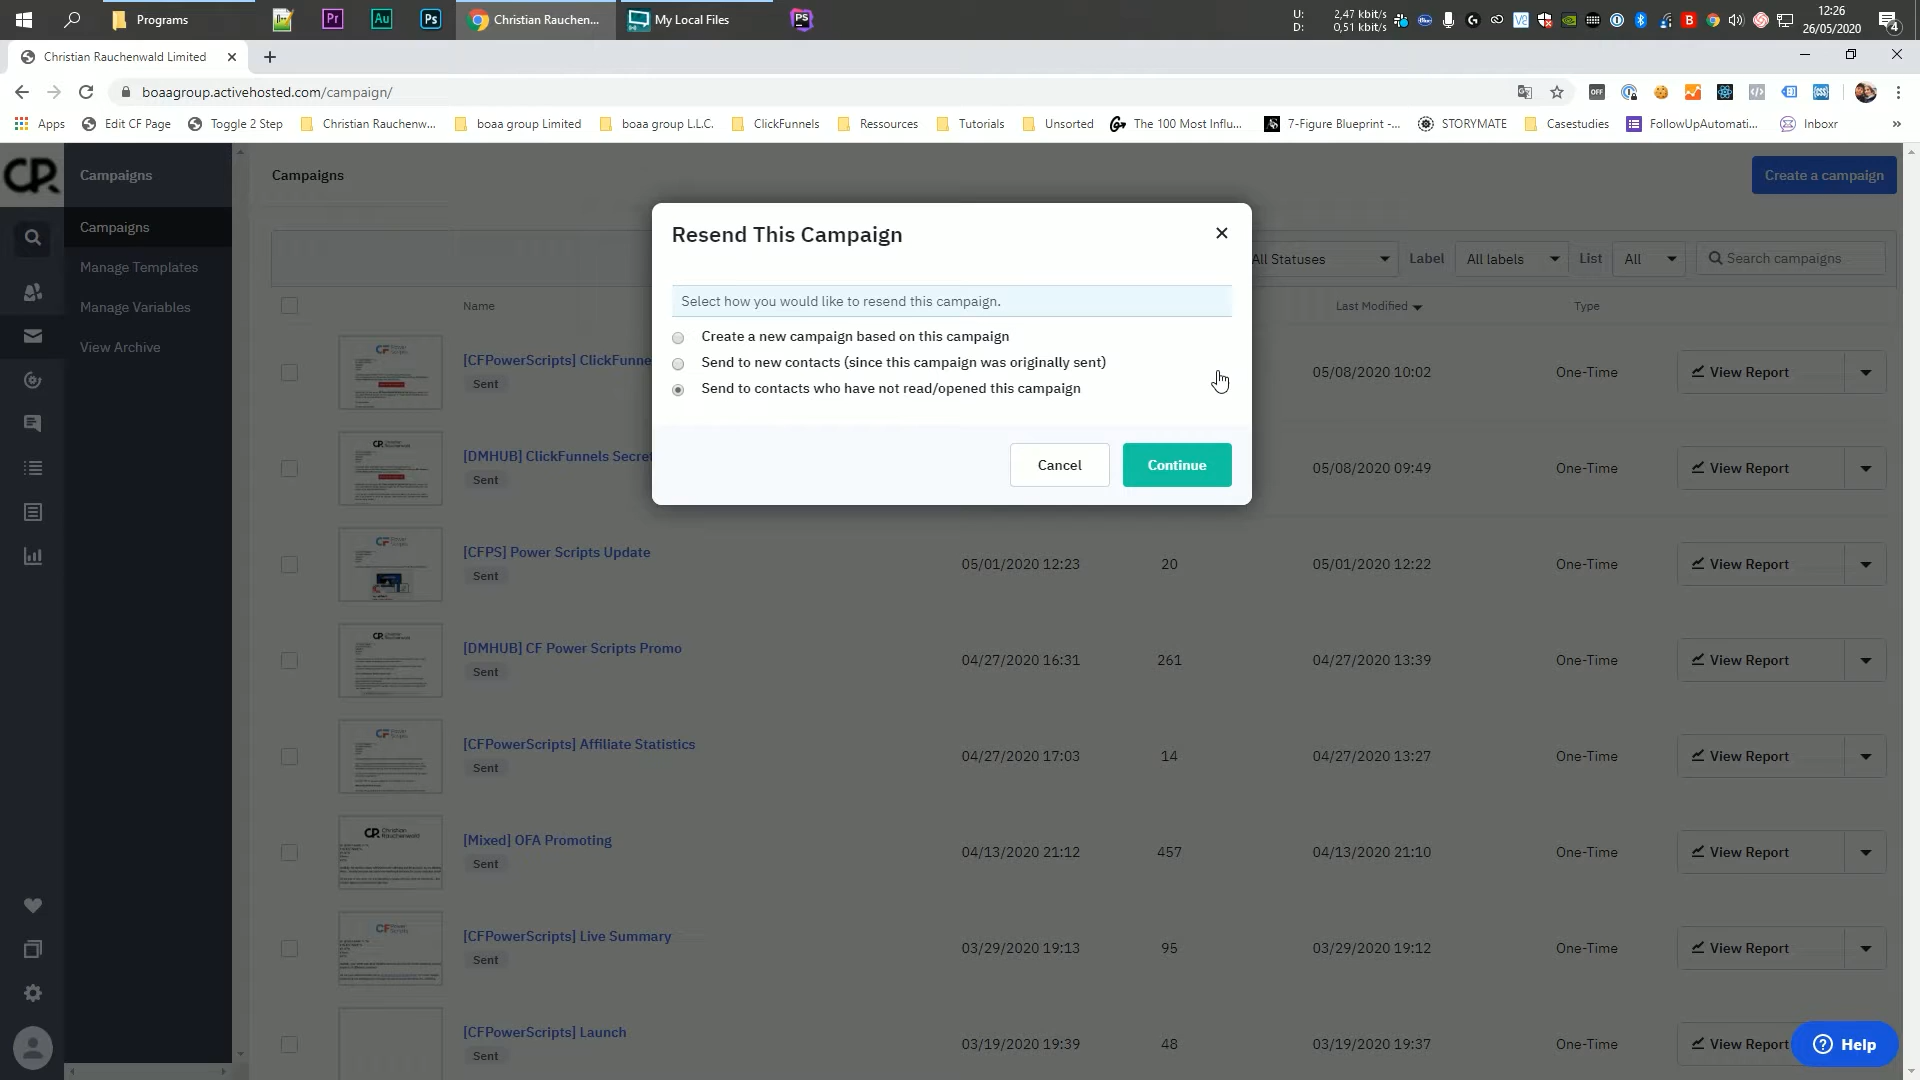 Programs
Pr
Au
Ps
Christian Rauchen...
My Local Files
PS
U: 2,47 kbit/s
D: 0,51 kbit/s
12:26
26/05/2020
4
Christian Rauchenwald Limited
boaagroup.activehosted.com/campaign/
OFF
Apps
Edit CF Page
Toggle 2 Step
Christian Rauchenw...
boaa group Limited
boaa group L.L.C.
ClickFunnels
Ressources
Tutorials
Unsorted
The 100 Most Influ...
7-Figure Blueprint -...
STORYMATE
Casestudies
FollowUpAutomati...
Inboxr
»
CR.
Campaigns
Campaigns
Manage Templates
Manage Variables
View Archive
Campaigns
Create a campaign
All Statuses
Label
All labels
List
All
Search campaigns
Name
Last Modified
Type
Resend This Campaign
Select how you would like to resend this campaign.
Create a new campaign based on this campaign
Send to new contacts (since this campaign was originally sent)
Send to contacts who have not read/opened this campaign
Cancel
Continue
[CFPowerScripts] ClickFunne
Sent
05/08/2020 10:02
One-Time
View Report
[DMHUB] ClickFunnels Secret
Sent
05/08/2020 09:49
One-Time
View Report
[CFPS] Power Scripts Update
Sent
05/01/2020 12:23
20
05/01/2020 12:22
One-Time
View Report
[DMHUB] CF Power Scripts Promo
Sent
04/27/2020 16:31
261
04/27/2020 13:39
One-Time
View Report
[CFPowerScripts] Affiliate Statistics
Sent
04/27/2020 17:03
14
04/27/2020 13:27
One-Time
View Report
[Mixed] OFA Promoting
Sent
04/13/2020 21:12
457
04/13/2020 21:10
One-Time
View Report
[CFPowerScripts] Live Summary
Sent
03/29/2020 19:13
95
03/29/2020 19:12
One-Time
View Report
[CFPowerScripts] Launch
Sent
03/19/2020 19:39
48
03/19/2020 19:37
One-Time
View Report
Help